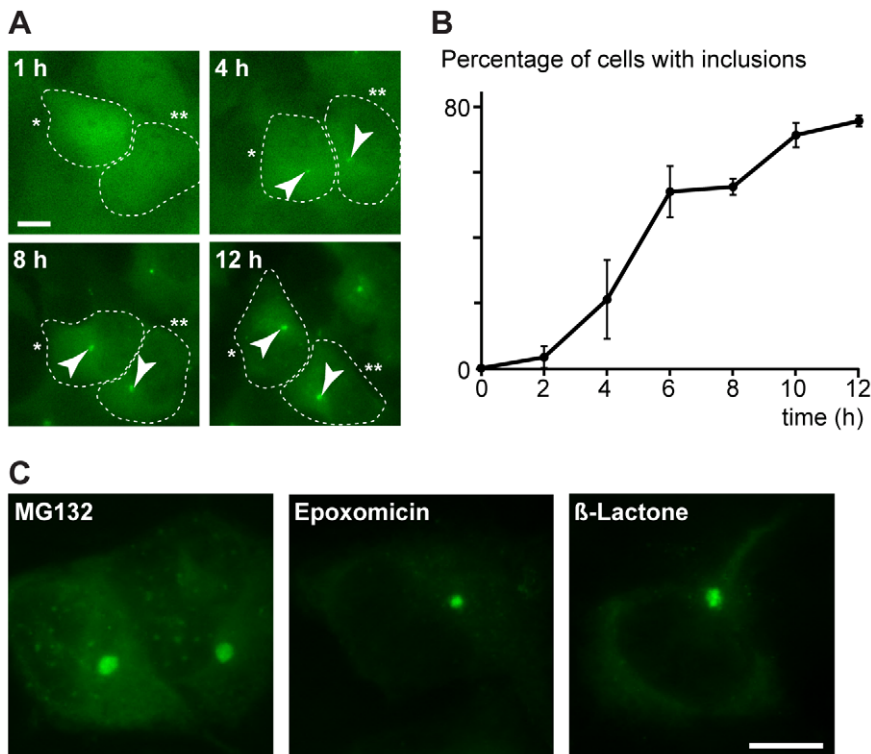 A
1 h
*
**
4 h
*
**
8 h
*
**
12 h
*
**
B
Percentage of cells with inclusions
80
0
0 2 4 6 8 10 12
time (h)
C
MG132
Epoxomicin
ß-Lactone